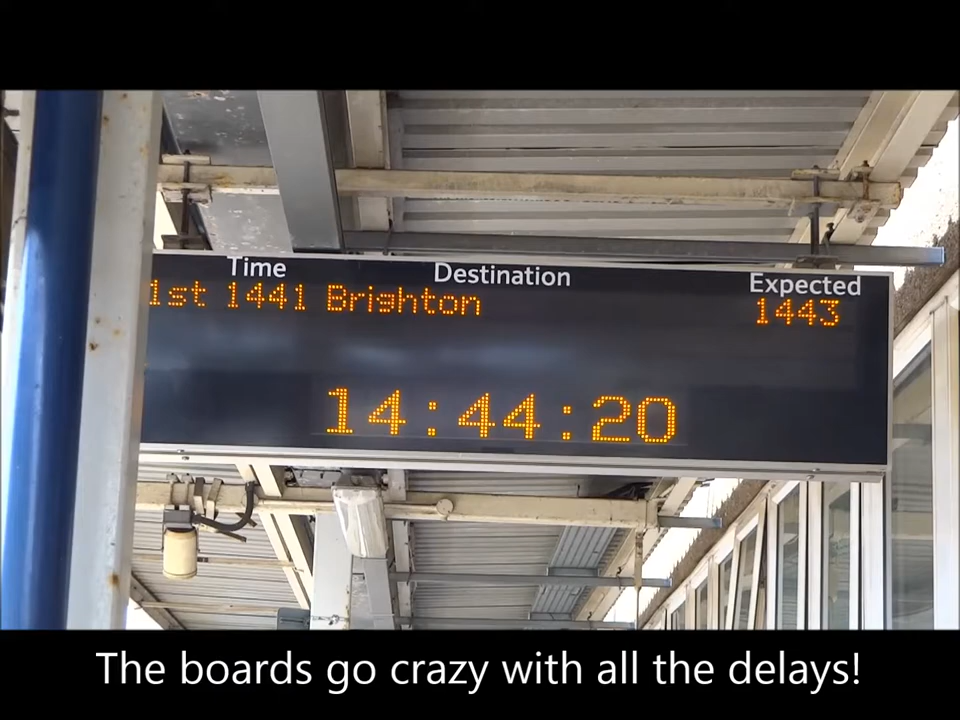 Time Destination Expected
1st 1441 Brighton 1443
14:44:20
The boards go crazy with all the delays!